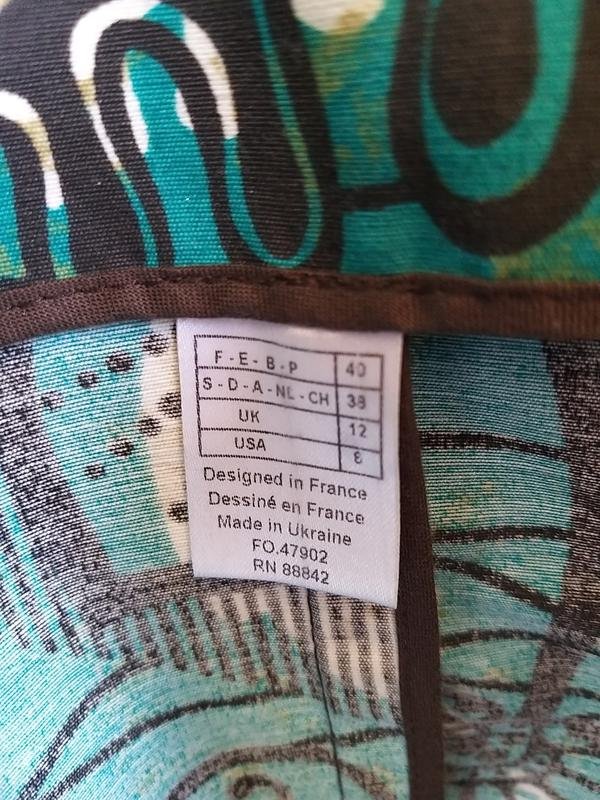 F - E - B - P 40
S - D - A - NL - CH 38
UK 12
USA 8
Designed in France
Dessiné en France
Made in Ukraine
FO.47902
RN 88842